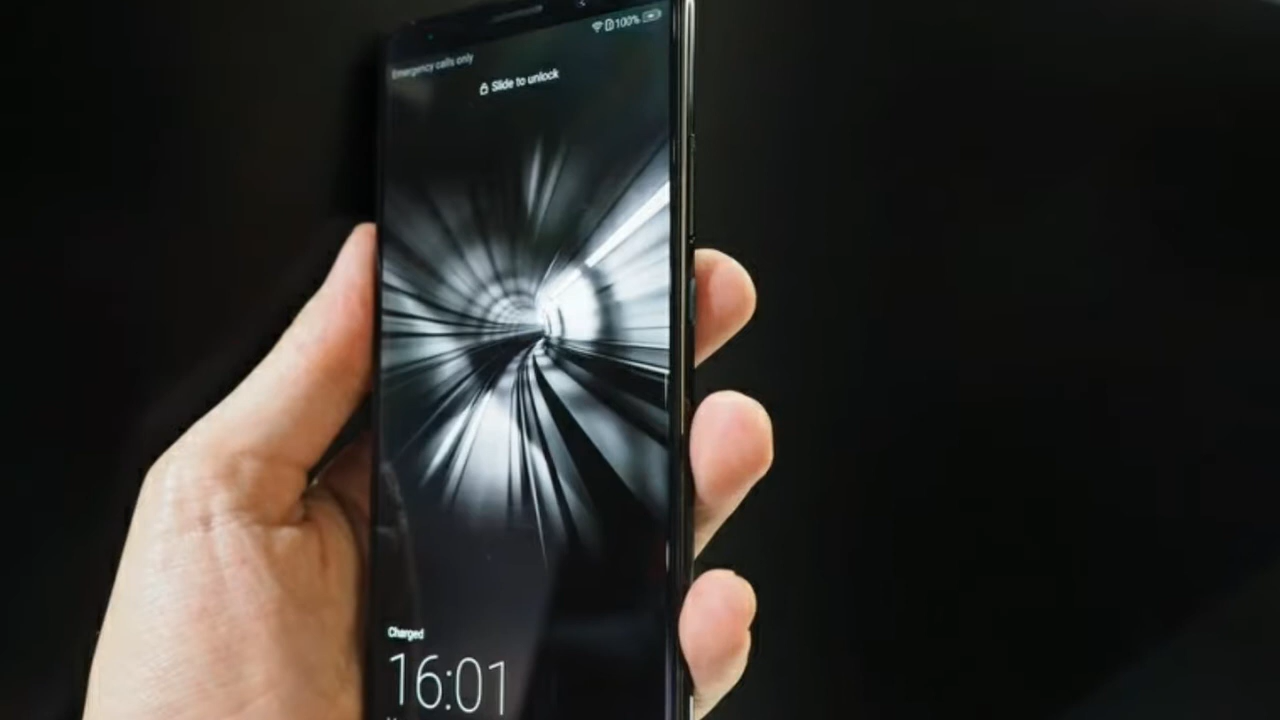 100%
Emergency calls only
Slide to unlock
Charged
16:01